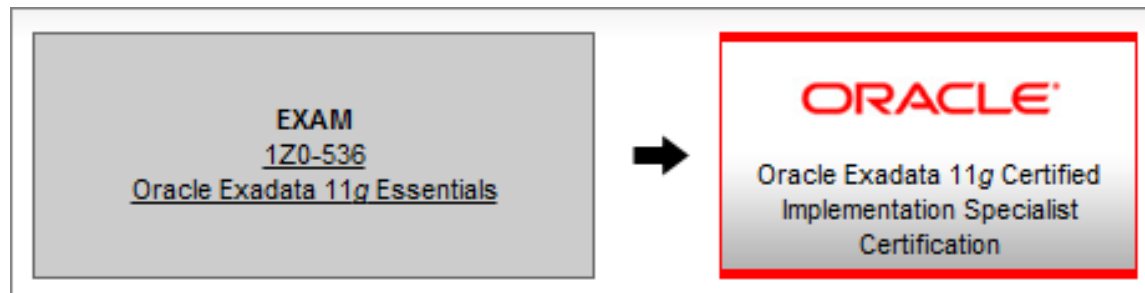 EXAM
1Z0-536
Oracle Exadata 11g Essentials
ORACLE
Oracle Exadata 11g Certified
Implementation Specialist
Certification